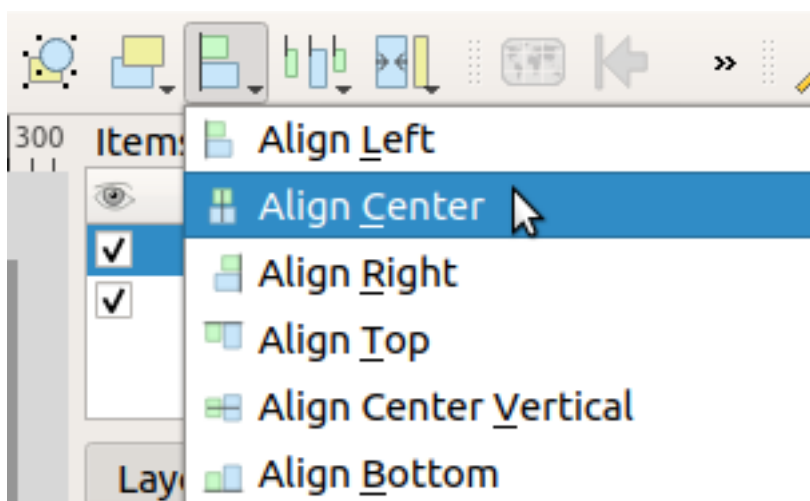 »
300 Items
Align Left
Align Center
Align Right
Align Top
Align Center Vertical
Lay Align Bottom